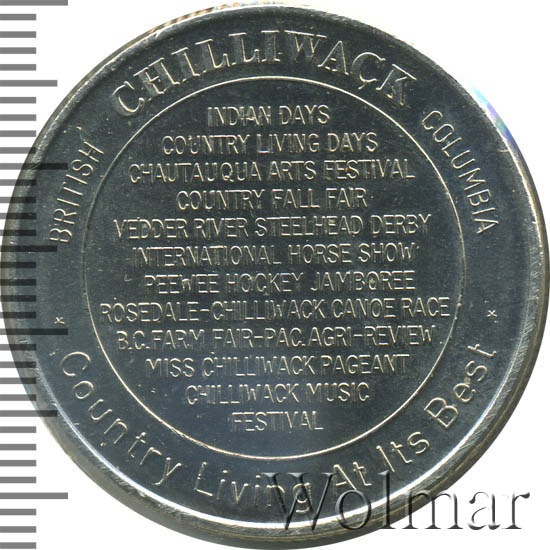 CHILLIWACK
BRITISH COLUMBIA
INDIAN DAYS
COUNTRY LIVING DAYS
CHAUTAUQUA ARTS FESTIVAL
COUNTRY FALL FAIR
VEDDER RIVER STEELHEAD DERBY
INTERNATIONAL HORSE SHOW
PEEWEE HOCKEY JAMBOREE
ROSEDALE-CHILLIWACK CANOE RACE
B.C. FARM FAIR-PAC. AGRI-REVIEW
MISS CHILLIWACK PAGEANT
CHILLIWACK MUSIC
FESTIVAL
Country Living At Its Best
Wolmar